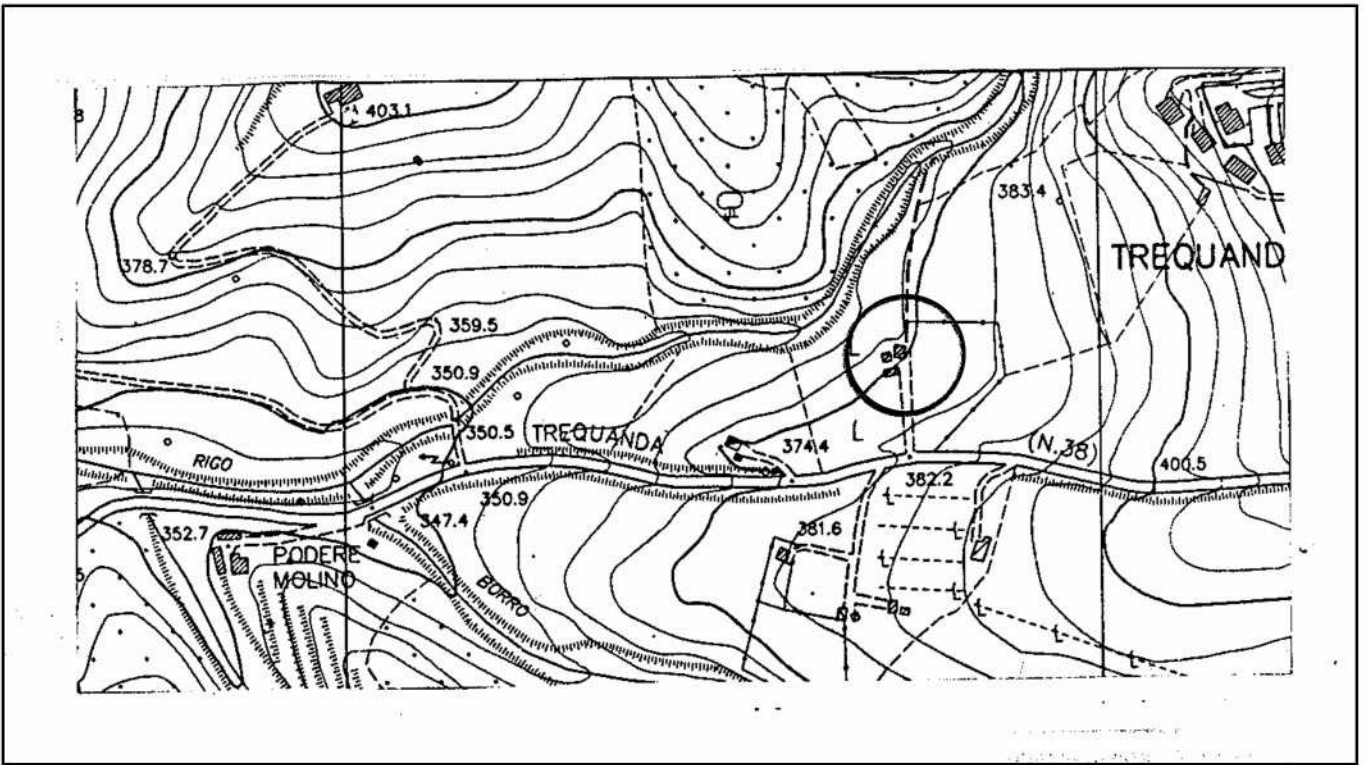 403.1
383.4
TREQUAND
378.7
359.5
350.9
350.5
TREQUANDA
374.4
(N.38)
400.5
RIGO
382.2
350.9
347.4
381.6
352.7
PODERE
MOLINO
BORRO